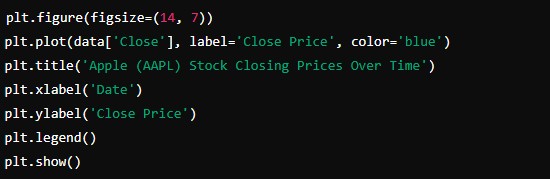 plt.figure(figsize=(14, 7))
plt.plot(data['Close'], label='Close Price', color='blue')
plt.title('Apple (AAPL) Stock Closing Prices Over Time')
plt.xlabel('Date')
plt.ylabel('Close Price')
plt.legend()
plt.show()